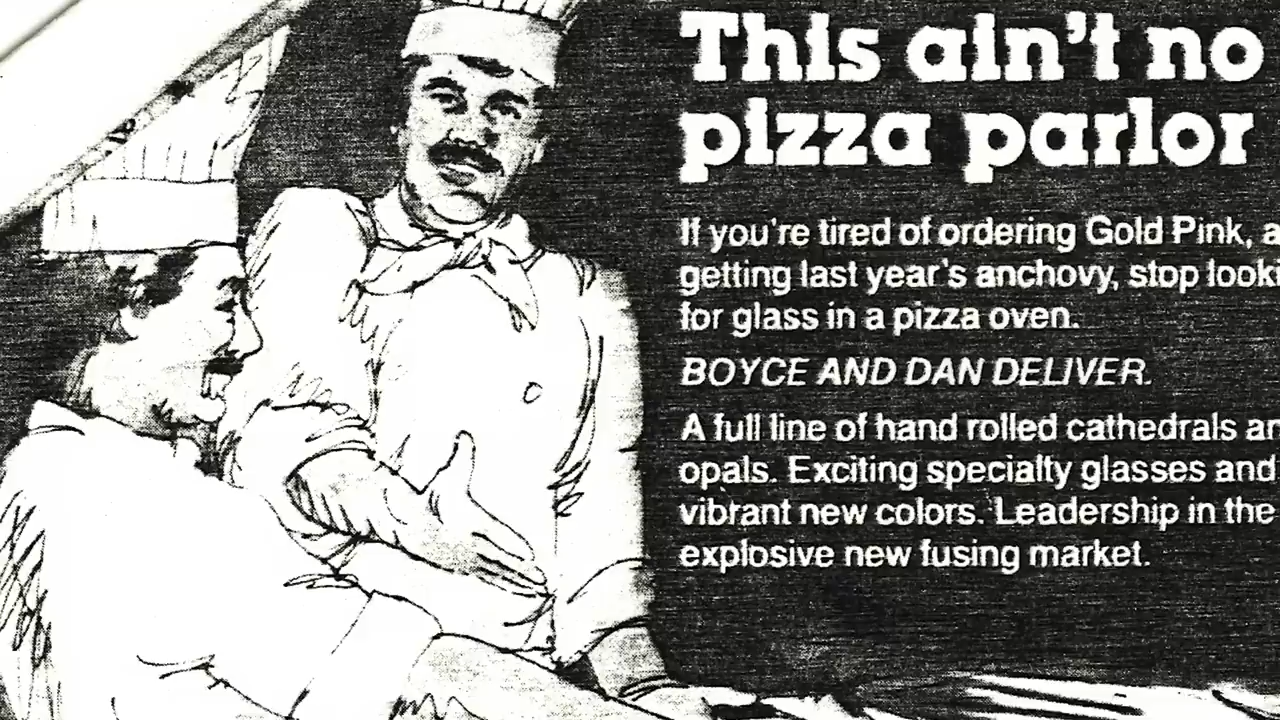 This ain't no
pizza parlor
If you're tired of ordering Gold Pink, a
getting last year's anchovy, stop looki
for glass in a pizza oven.
BOYCE AND DAN DELIVER.
A full line of hand rolled cathedrals an
opals. Exciting specialty glasses and
vibrant new colors. Leadership in the
explosive new fusing market.